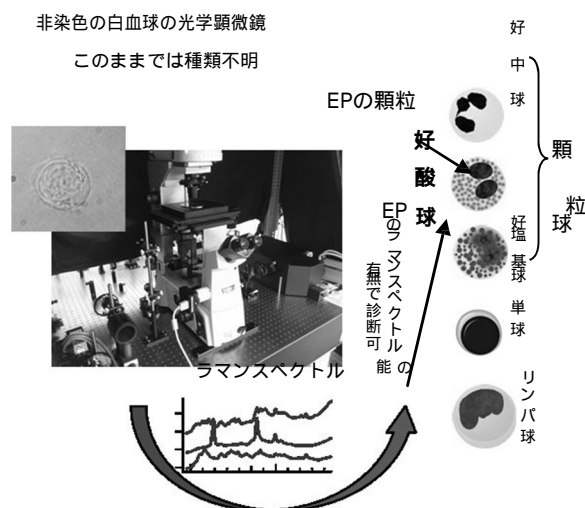 非染色の白血球の光学顕微鏡
このままでは種類不明
EPの顆粒
ラマンスペクトル
EPのラマンスペクトルの
有無で診断可能
好中球
好酸球
好塩基球
単球
リンパ球
顆粒球